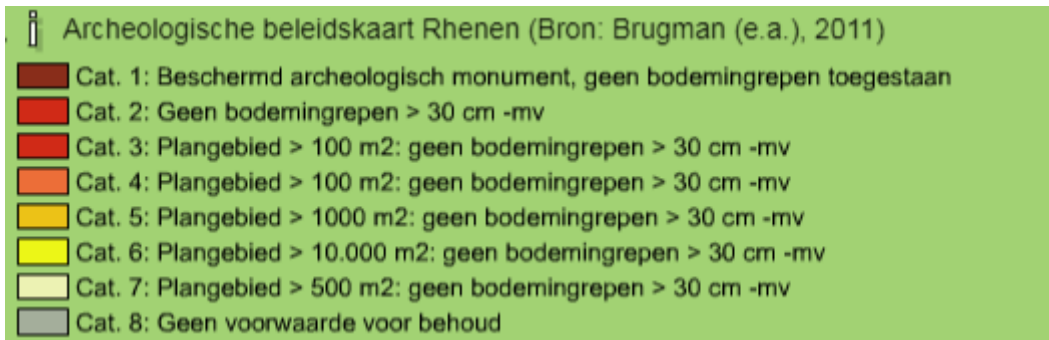 i Archeologische beleidskaart Rhenen (Bron: Brugman (e.a.), 2011)
Cat. 1: Beschermd archeologisch monument, geen bodemingrepen toegestaan
Cat. 2: Geen bodemingrepen > 30 cm -mv
Cat. 3: Plangebied > 100 m2: geen bodemingrepen > 30 cm -mv
Cat. 4: Plangebied > 100 m2: geen bodemingrepen > 30 cm -mv
Cat. 5: Plangebied > 1000 m2: geen bodemingrepen > 30 cm -mv
Cat. 6: Plangebied > 10.000 m2: geen bodemingrepen > 30 cm -mv
Cat. 7: Plangebied > 500 m2: geen bodemingrepen > 30 cm -mv
Cat. 8: Geen voorwaarde voor behoud